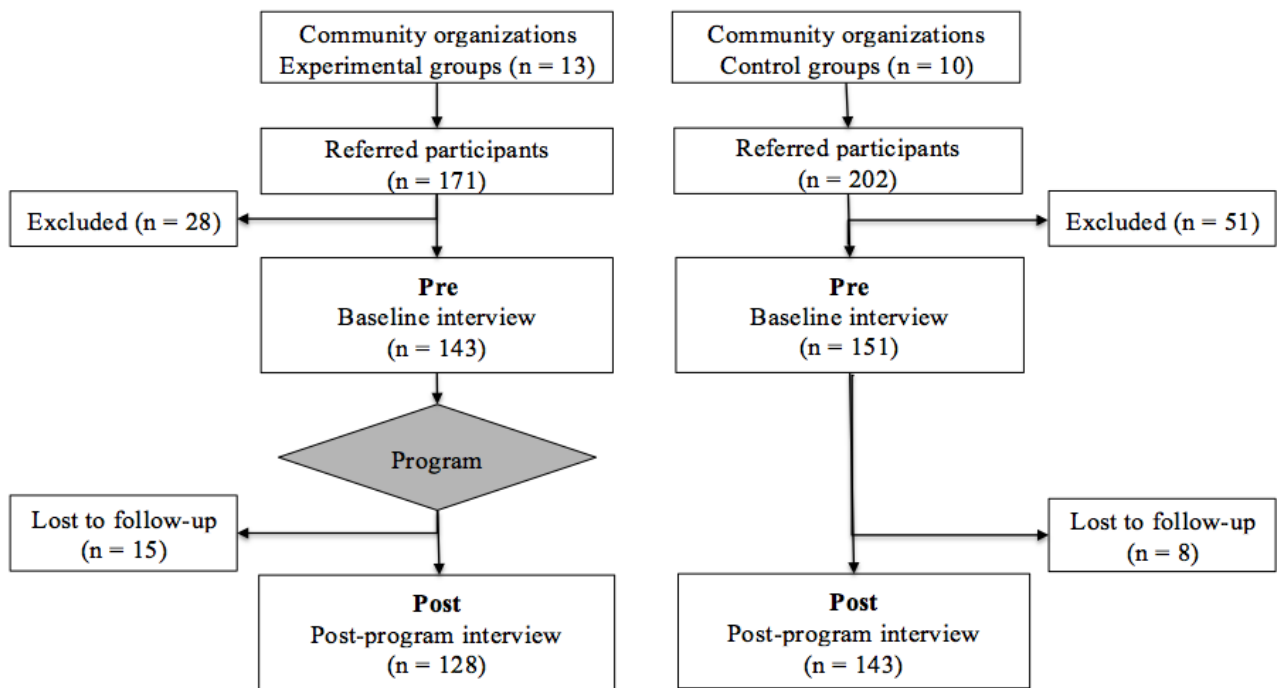 Community organizations
Experimental groups (n = 13)
Community organizations
Control groups (n = 10)
Referred participants
(n = 171)
Referred participants
(n = 202)
Excluded (n = 28)
Excluded (n = 51)
Pre
Baseline interview
(n = 143)
Pre
Baseline interview
(n = 151)
Program
Lost to follow-up
(n = 15)
Lost to follow-up
(n = 8)
Post
Post-program interview
(n = 128)
Post
Post-program interview
(n = 143)